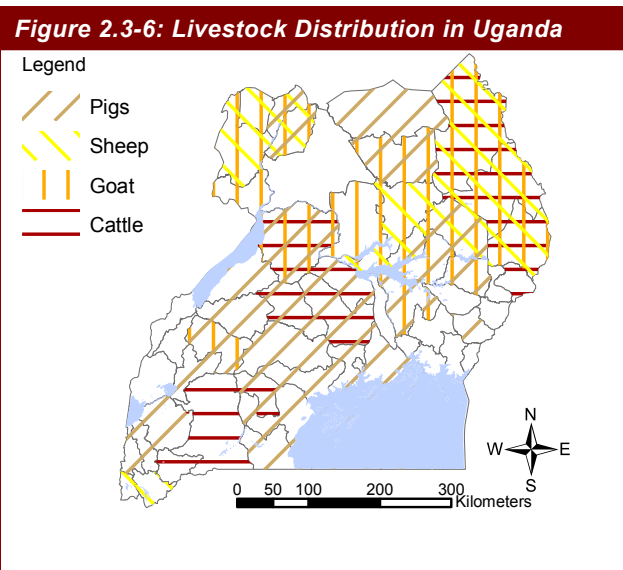 Figure 2.3-6: Livestock Distribution in Uganda
Legend
Pigs
Sheep
Goat
Cattle
N
W E
S
0 50 100 200 300
Kilometers